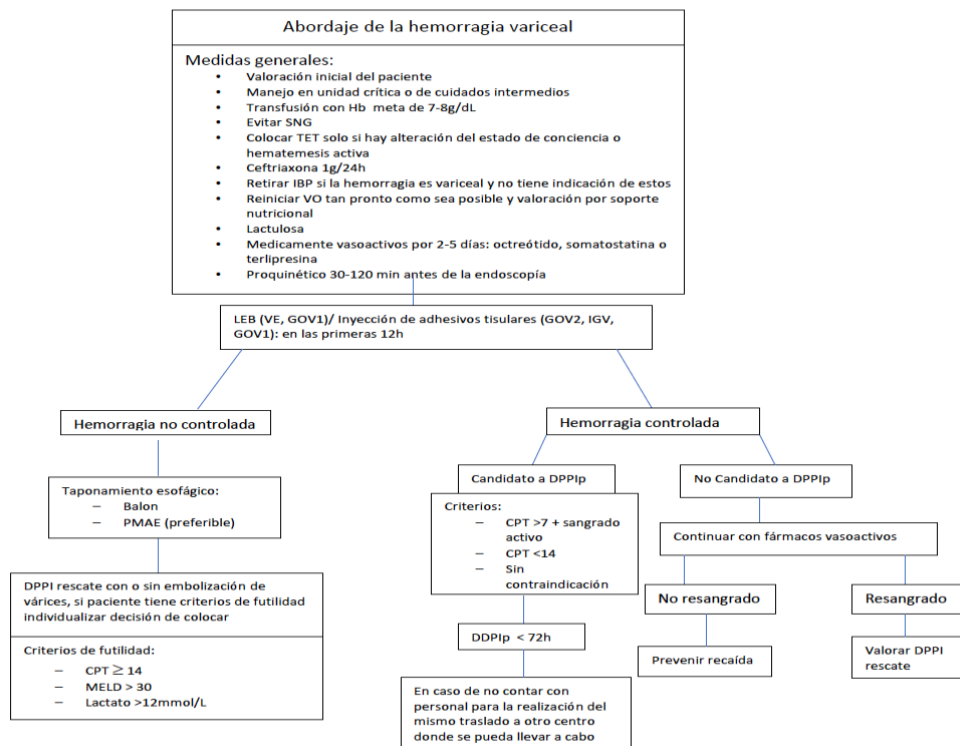 Abordaje de la hemorragia variceal
Medidas generales:
• Valoración inicial del paciente
• Manejo en unidad crítica o de cuidados intermedios
• Transfusión con Hb meta de 7-8g/dL
• Evitar SNG
• Colocar TET solo si hay alteración del estado de conciencia o
hematemesis activa
• Ceftriaxona 1g/24h
• Retirar IBP si la hemorragia es variceal y no tiene indicación de estos
• Reiniciar VO tan pronto como sea posible y valoración por soporte
nutricional
• Lactulosa
• Medicamente vasoactivos por 2-5 días: octreótido, somatostatina o
terlipresina
• Proquinético 30-120 min antes de la endoscopía
LEB (VE, GOV1)/ Inyección de adhesivos tisulares (GOV2, IGV,
GOV1): en las primeras 12h
Hemorragia no controlada
Taponamiento esofágico:
– Balon
– PMAE (preferible)
DPPI rescate con o sin embolización de
várices, si paciente tiene criterios de futilidad
individualizar decisión de colocar
Criterios de futilidad:
– CPT ≥ 14
– MELD > 30
– Lactato >12mmol/L
Hemorragia controlada
Candidato a DPPIp
Criterios:
– CPT >7 + sangrado
activo
– CPT <14
– Sin
contraindicación
DDPIp < 72h
En caso de no contar con
personal para la realización del
mismo traslado a otro centro
donde se pueda llevar a cabo
No Candidato a DPPIp
Continuar con fármacos vasoactivos
No resangrado
Prevenir recaída
Resangrado
Valorar DPPI
rescate